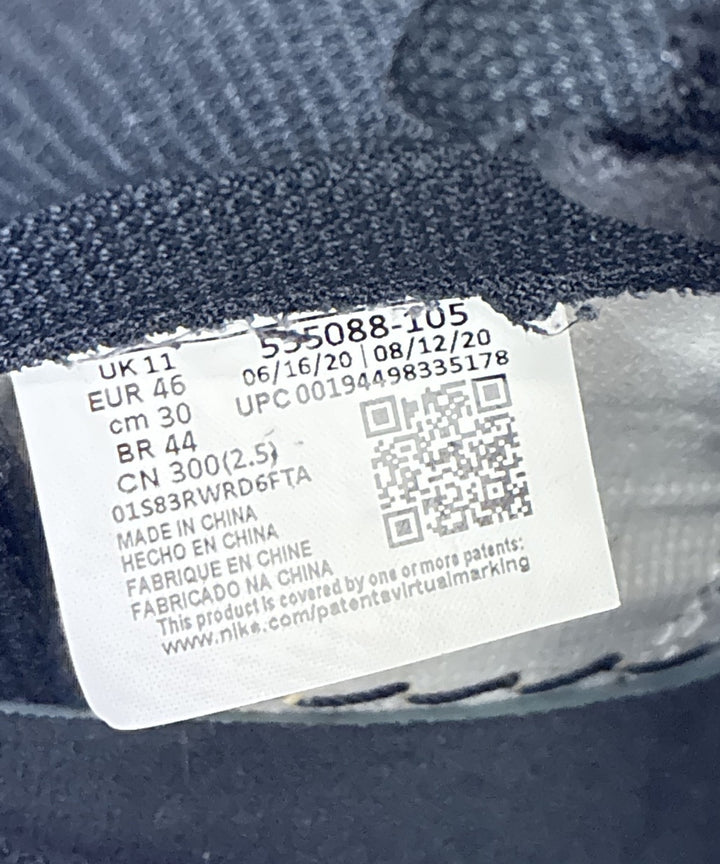 555088-105
UK 11
06/16/20 | 08/12/20
EUR 46
UPC 00194498335178
cm 30
BR 44
CN 300(2.5)
01S83RWRD6FTA
MADE IN CHINA
HECHO EN CHINA
FABRIQUE EN CHINE
FABRICADO NA CHINA
This product is covered by one or more patents:
www.nike.com/patentavirtualmarking